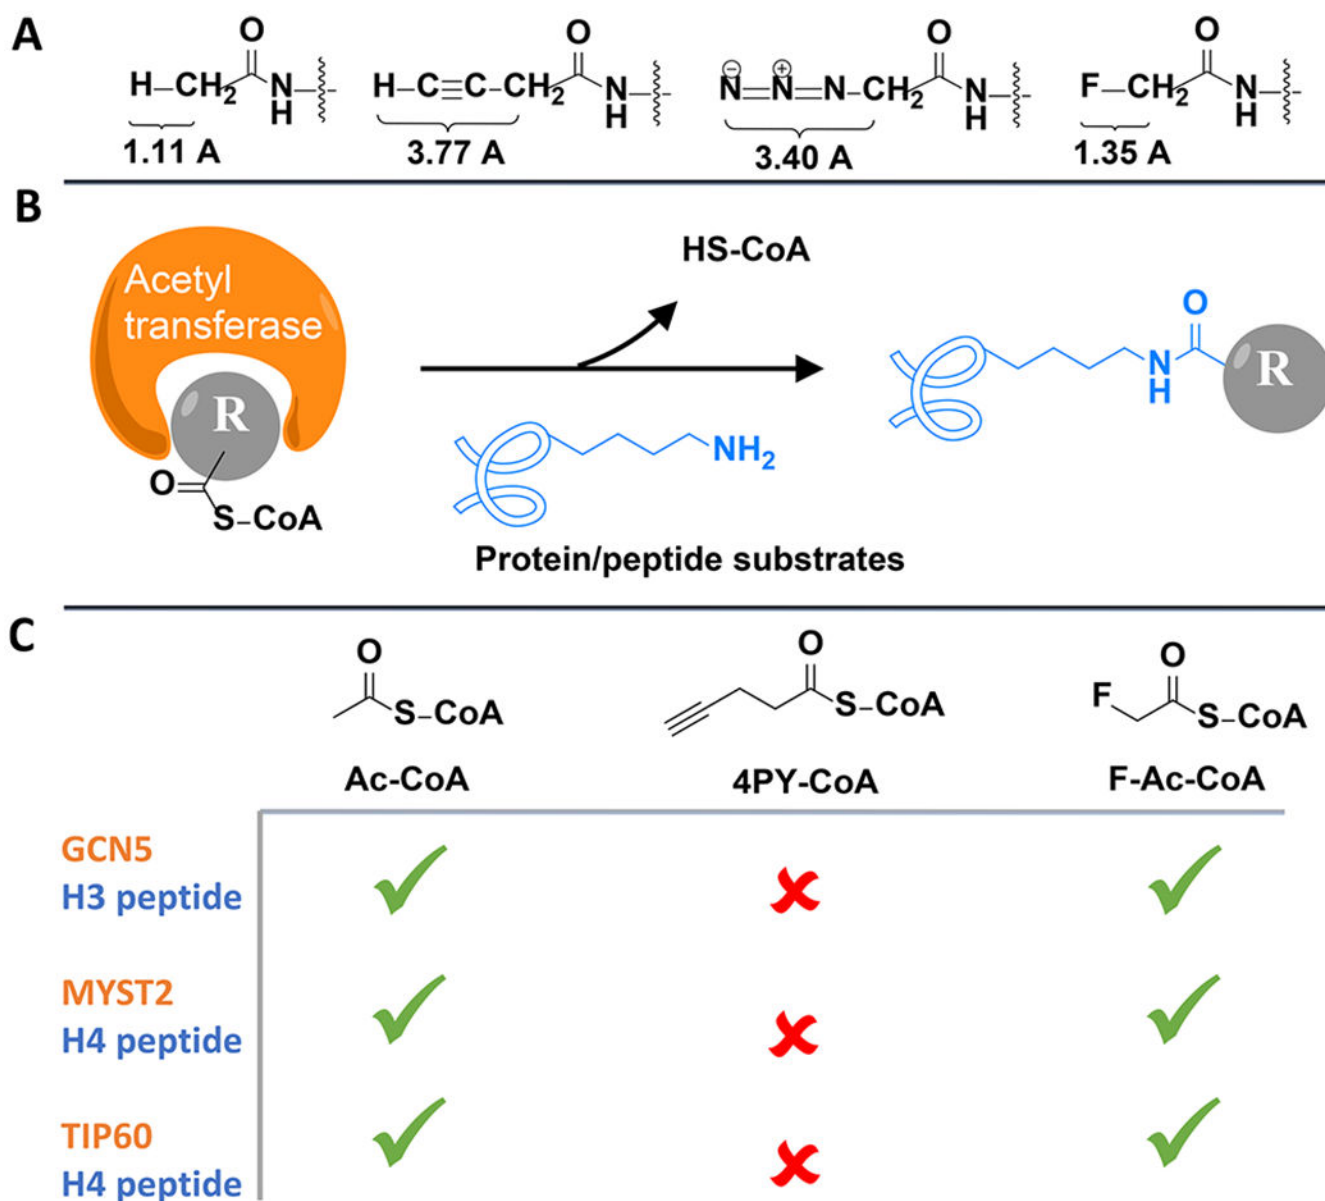 A
H–CH₂ O N H
H–C≡C–CH₂ O N H
N⊖=N⊕=N–CH₂ O N H
F–CH₂ O N H
1.11 A
3.77 A
3.40 A
1.35 A
B
Acetyl
transferase
R
O
S–CoA
HS-CoA
NH₂
Protein/peptide substrates
O
N
H
R
C
O
S–CoA
Ac-CoA
O
S–CoA
4PY-CoA
F
O
S–CoA
F-Ac-CoA
GCN5
H3 peptide
MYST2
H4 peptide
TIP60
H4 peptide